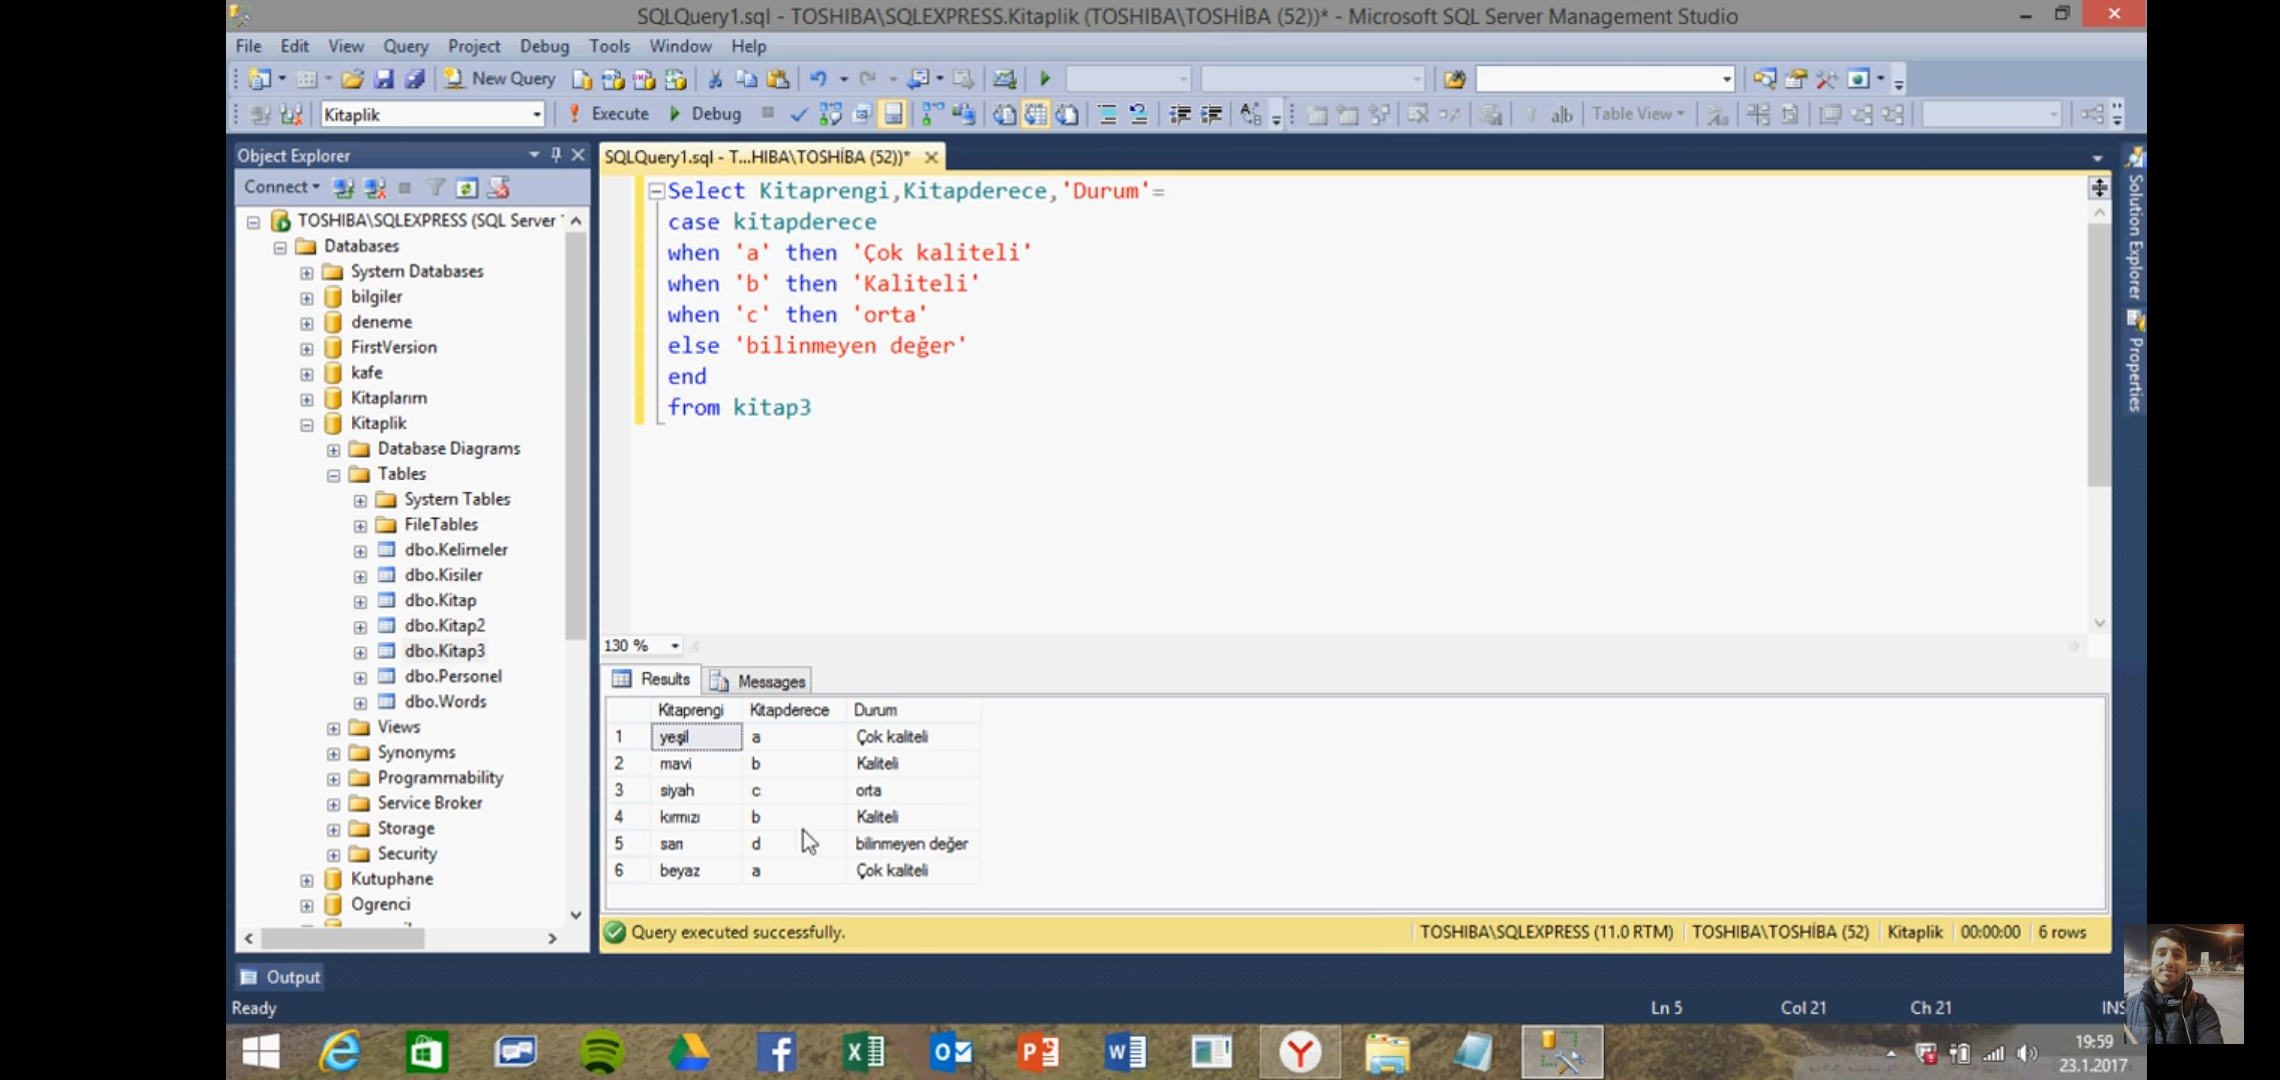 SQLQuery1.sql - TOSHIBA\SQLEXPRESS.Kitaplik (TOSHIBA\TOSHİBA (52))* - Microsoft SQL Server Management Studio
File Edit View Query Project Debug Tools Window Help
New Query
Kitaplik Execute Debug Table View
Object Explorer
Connect
TOSHIBA\SQLEXPRESS (SQL Server
Databases
System Databases
bilgiler
deneme
FirstVersion
kafe
Kitaplarım
Kitaplik
Database Diagrams
Tables
System Tables
FileTables
dbo.Kelimeler
dbo.Kisiler
dbo.Kitap
dbo.Kitap2
dbo.Kitap3
dbo.Personel
dbo.Words
Views
Synonyms
Programmability
Service Broker
Storage
Security
Kutuphane
Ogrenci
SQLQuery1.sql - T...HIBA\TOSHİBA (52))*
Select Kitaprengi,Kitapderece,'Durum'=
case kitapderece
when 'a' then 'Çok kaliteli'
when 'b' then 'Kaliteli'
when 'c' then 'orta'
else 'bilinmeyen değer'
end
from kitap3
130 %
Results Messages
Kitaprengi Kitapderece Durum
1 yeşil a Çok kaliteli
2 mavi b Kaliteli
3 siyah c orta
4 kırmızı b Kaliteli
5 sarı d bilinmeyen değer
6 beyaz a Çok kaliteli
Query executed successfully. TOSHIBA\SQLEXPRESS (11.0 RTM) TOSHIBA\TOSHİBA (52) Kitaplik 00:00:00 6 rows
Solution Explorer
Properties
Output
Ready Ln 5 Col 21 Ch 21 INS
19:59
23.1.2017